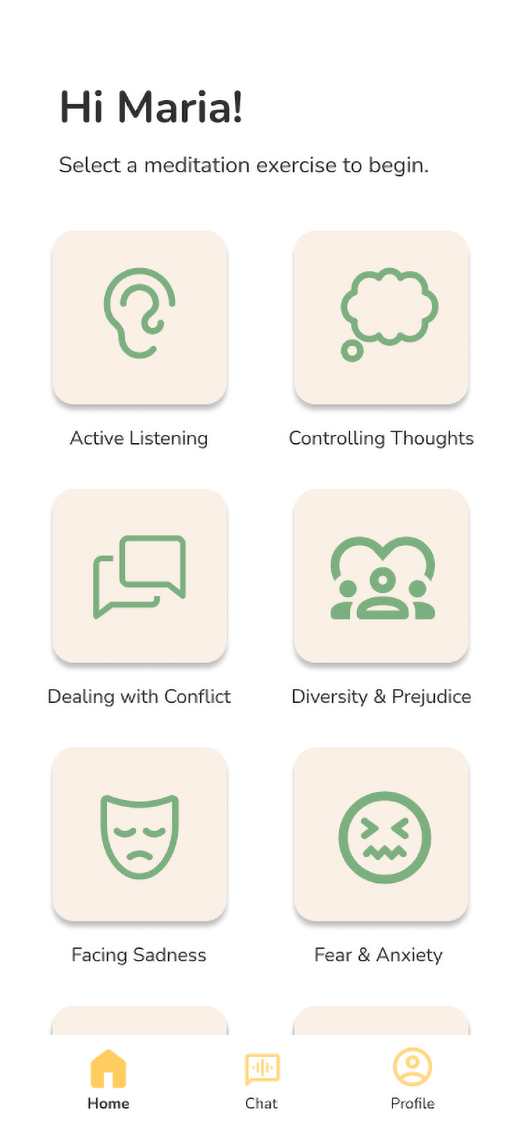 Hi Maria!
Select a meditation exercise to begin.
Active Listening
Controlling Thoughts
Dealing with Conflict
Diversity & Prejudice
Facing Sadness
Fear & Anxiety
Home
Chat
Profile